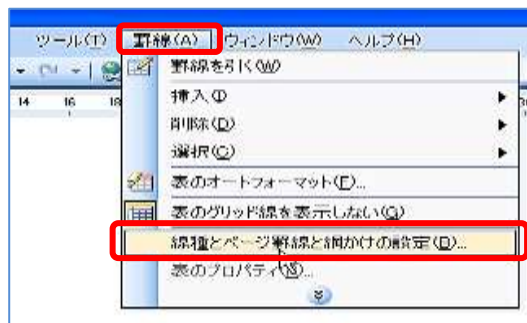 ツール(T) 罫線(A) ウィンドウ(W) ヘルプ(H)
罫線を引く(W)
14 16 18
挿入(I)
削除(D)
選択(C)
表のオートフォーマット(F)...
表のグリッド線を表示しない(G)
線種とページ罫線と網かけの設定(B)...
表のプロパティ(R)...